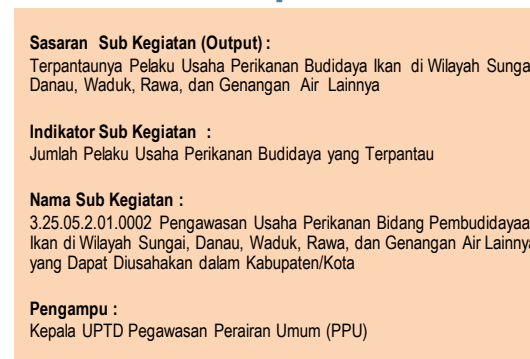 Sasaran Sub Kegiatan (Output) :
Terpantaunya Pelaku Usaha Perikanan Budidaya Ikan di Wilayah Sunga
Danau, Waduk, Rawa, dan Genangan Air Lainnya
Indikator Sub Kegiatan :
Jumlah Pelaku Usaha Perikanan Budidaya yang Terpantau
Nama Sub Kegiatan :
3.25.05.2.01.0002 Pengawasan Usaha Perikanan Bidang Pembudidayaa
Ikan di Wilayah Sungai, Danau, Waduk, Rawa, dan Genangan Air Lainnya
yang Dapat Diusahakan dalam Kabupaten/Kota
Pengampu :
Kepala UPTD Pegawasan Perairan Umum (PPU)